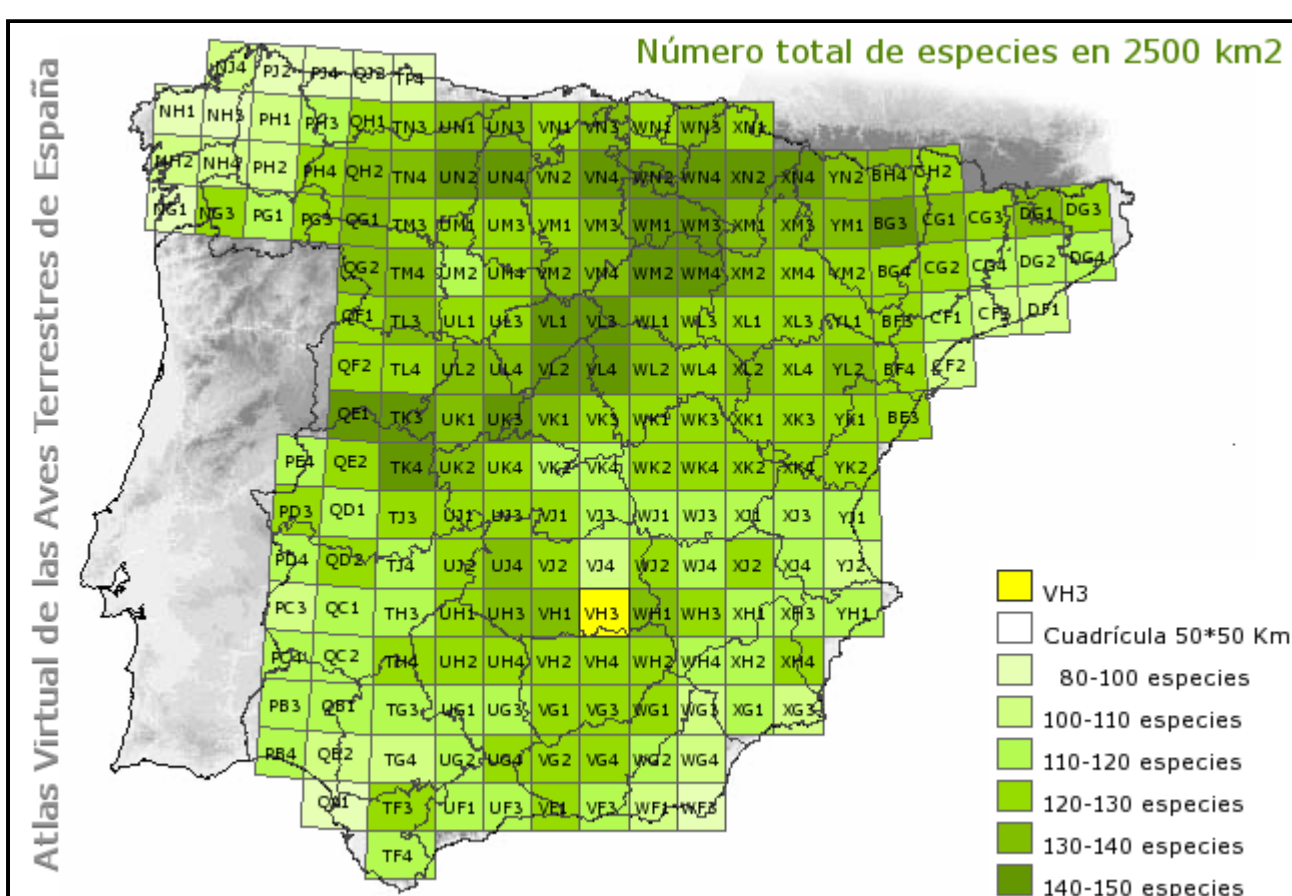 Atlas Virtual de las Aves Terrestres de España
Número total de especies en 2500 km2
NJ4 PJ2 PJ4 QJ2 TP4
NH1 NH3 PH1 PH3 QH1 TN3 UN1 UN3 VN1 VN3 WN1 WN3 XN1
NH2 NH4 PH2 PH4 QH2 TN4 UN2 UN4 VN2 VN4 WN2 WN4 XN2 XN4 YN2 BH4 CH2
NG1 NG3 PG1 PG3 QG1 TM3 UM1 UM3 VM1 VM3 WM1 WM3 XM1 XM3 YM1 BG3 CG1 CG3 DG1 DG3
QG2 TM4 UM2 UM4 VM2 VM4 WM2 WM4 XM2 XM4 YM2 BG4 CG2 CG4 DG2 DG4
QF1 TL3 UL1 UL3 VL1 VL3 WL1 WL3 XL1 XL3 YL1 BF3 CF1 CF3 DF1
QF2 TL4 UL2 UL4 VL2 VL4 WL2 WL4 XL2 XL4 YL2 BF4 CF2
QE1 TK3 UK1 UK3 VK1 VK3 WK1 WK3 XK1 XK3 YK1 BE3
PE4 QE2 TK4 UK2 UK4 VK2 VK4 WK2 WK4 XK2 XK4 YK2
PD3 QD1 TJ3 UJ1 UJ3 VJ1 VJ3 WJ1 WJ3 XJ1 XJ3 YJ1
PD4 QD2 TJ4 UJ2 UJ4 VJ2 VJ4 WJ2 WJ4 XJ2 XJ4 YJ2
PC3 QC1 TH3 UH1 UH3 VH1 VH3 WH1 WH3 XH1 XH3 YH1
PC4 QC2 TH4 UH2 UH4 VH2 VH4 WH2 WH4 XH2 XH4
PB3 QB1 TG3 UG1 UG3 VG1 VG3 WG1 WG3 XG1 XG3
PB4 QB2 TG4 UG2 UG4 VG2 VG4 WG2 WG4
QA1 TF3 UF1 UF3 VF1 VF3 WF1 WF3
TF4
VH3
Cuadrícula 50*50 Km
80-100 especies
100-110 especies
110-120 especies
120-130 especies
130-140 especies
140-150 especies